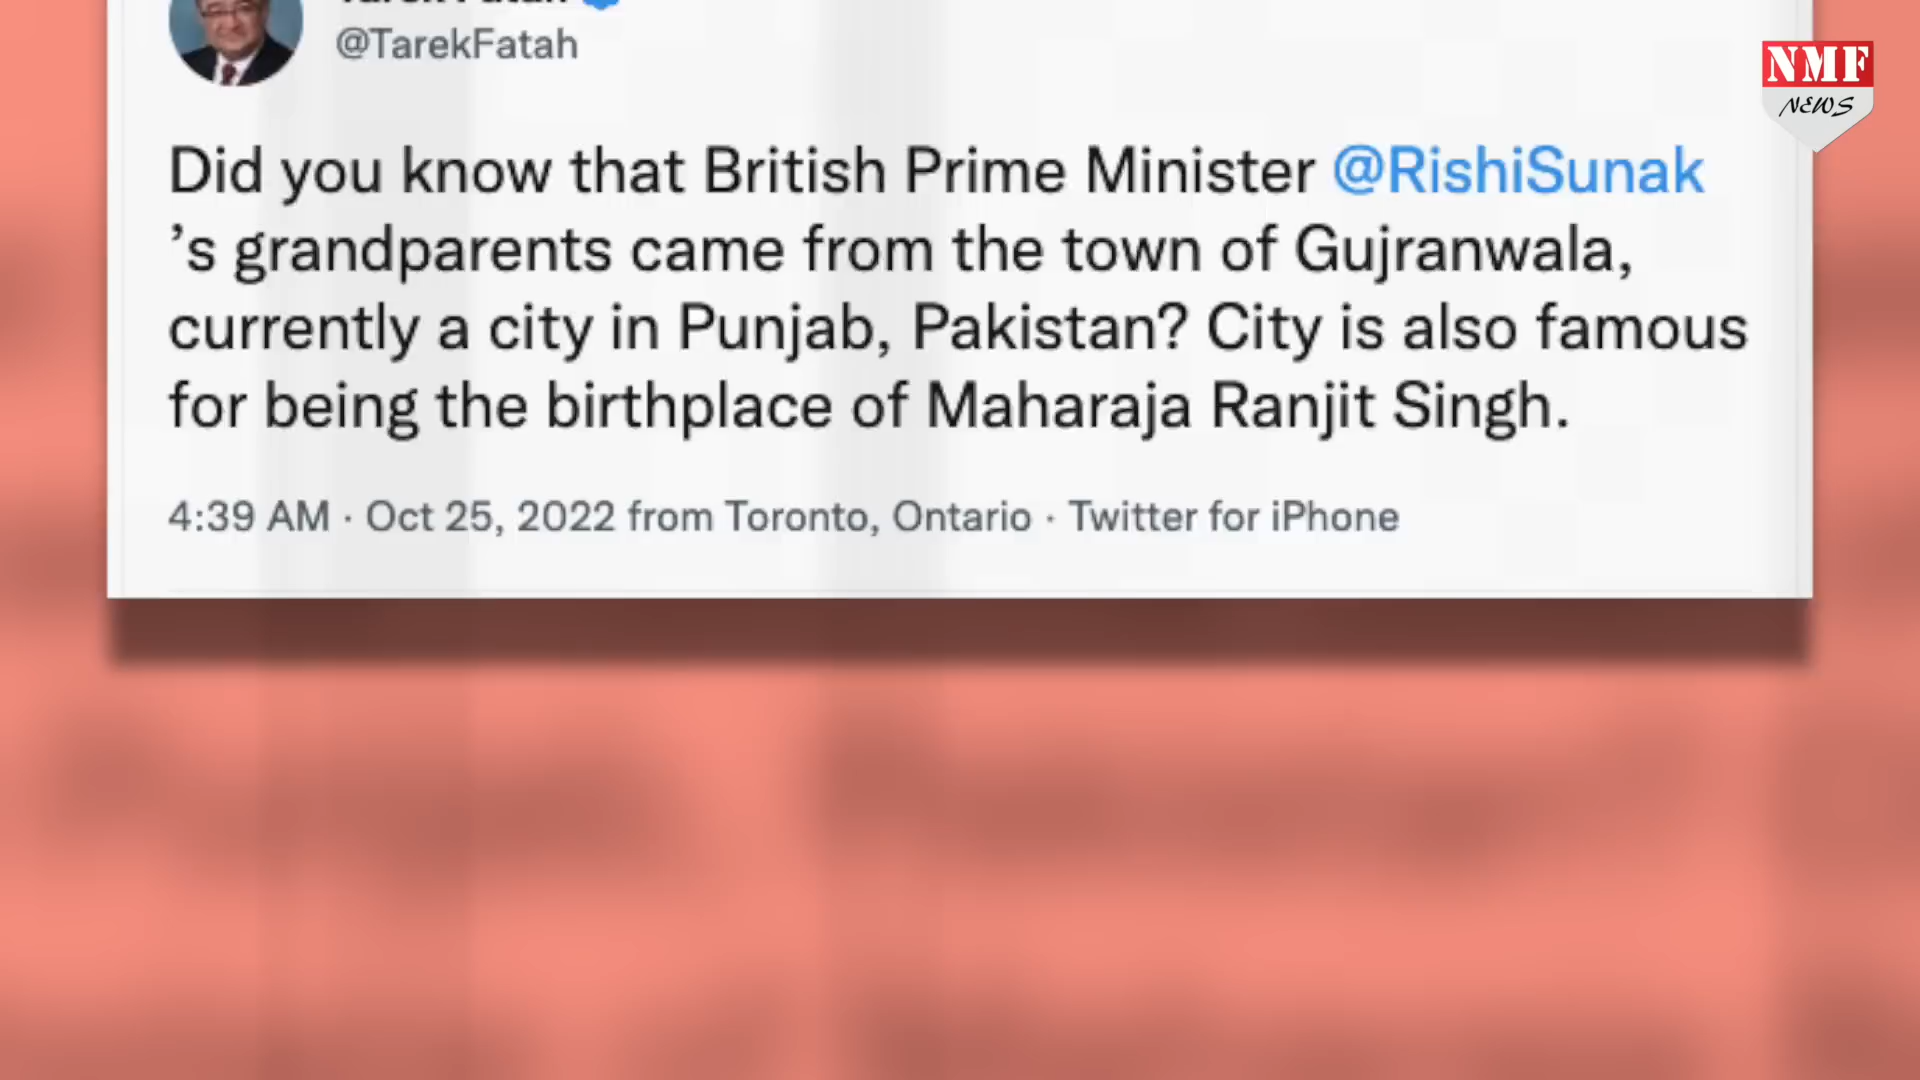 @TarekFatah
NMF
NEWS
Did you know that British Prime Minister @RishiSunak
’s grandparents came from the town of Gujranwala,
currently a city in Punjab, Pakistan? City is also famous
for being the birthplace of Maharaja Ranjit Singh.
4:39 AM · Oct 25, 2022 from Toronto, Ontario · Twitter for iPhone